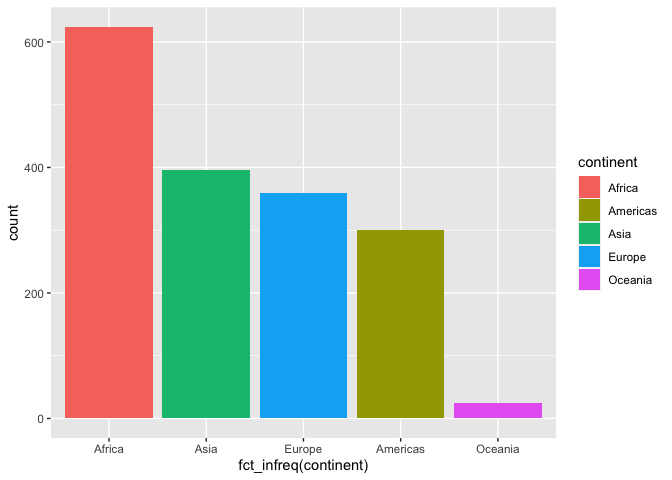 600
400
200
0
count
Africa
Asia
Europe
Americas
Oceania
fct_infreq(continent)
continent
Africa
Americas
Asia
Europe
Oceania